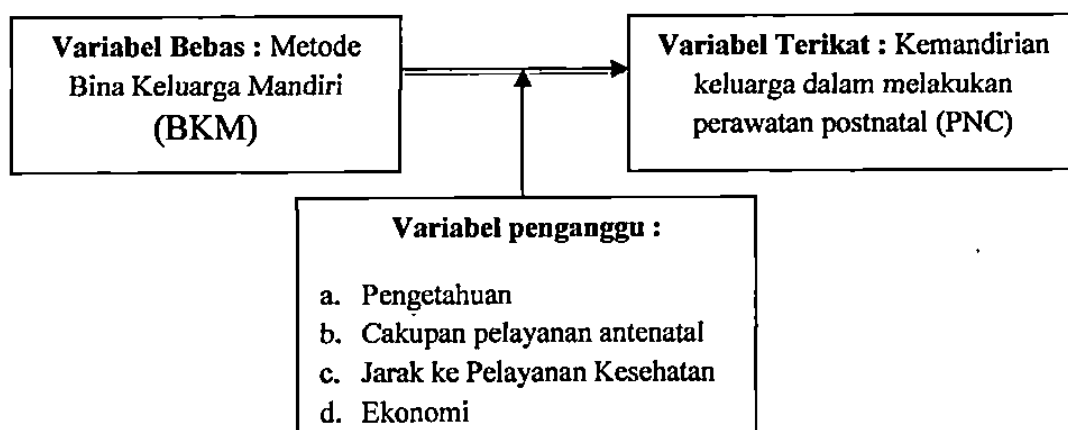 Variabel Bebas : Metode
Bina Keluarga Mandiri
(BKM)
Variabel Terikat : Kemandirian
keluarga dalam melakukan
perawatan postnatal (PNC)
Variabel penganggu :
a. Pengetahuan
b. Cakupan pelayanan antenatal
c. Jarak ke Pelayanan Kesehatan
d. Ekonomi